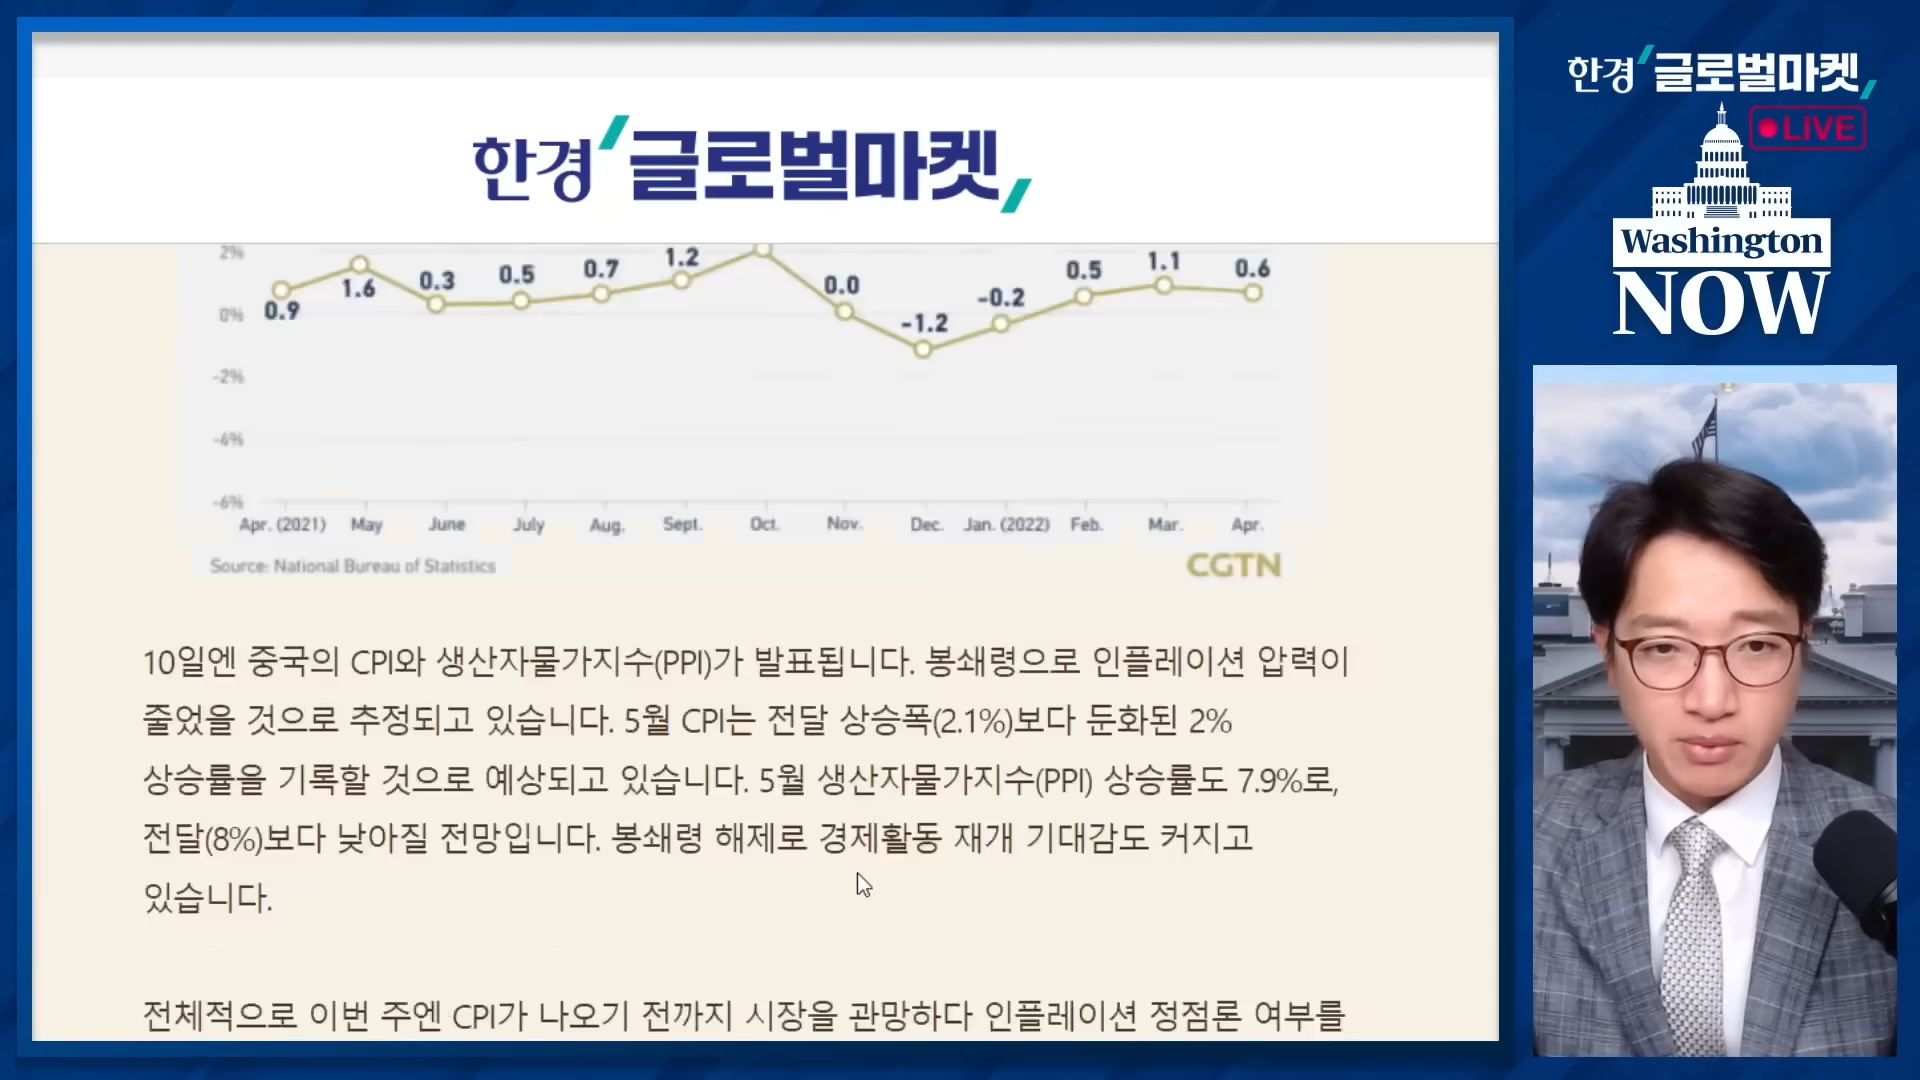 한경 글로벌마켓
LIVE
Washington
NOW
한경 글로벌마켓
2%
0%
-2%
-4%
-6%
0.9
1.6
0.3
0.5
0.7
1.2
0.0
-1.2
-0.2
0.5
1.1
0.6
Apr. (2021) May June July Aug. Sept. Oct. Nov. Dec. Jan. (2022) Feb. Mar. Apr.
Source: National Bureau of Statistics
CGTN
10일엔 중국의 CPI와 생산자물가지수(PPI)가 발표됩니다. 봉쇄령으로 인플레이션 압력이
줄었을 것으로 추정되고 있습니다. 5월 CPI는 전달 상승폭(2.1%)보다 둔화된 2%
상승률을 기록할 것으로 예상되고 있습니다. 5월 생산자물가지수(PPI) 상승률도 7.9%로,
전달(8%)보다 낮아질 전망입니다. 봉쇄령 해제로 경제활동 재개 기대감도 커지고
있습니다.
전체적으로 이번 주엔 CPI가 나오기 전까지 시장을 관망하다 인플레이션 정점론 여부를